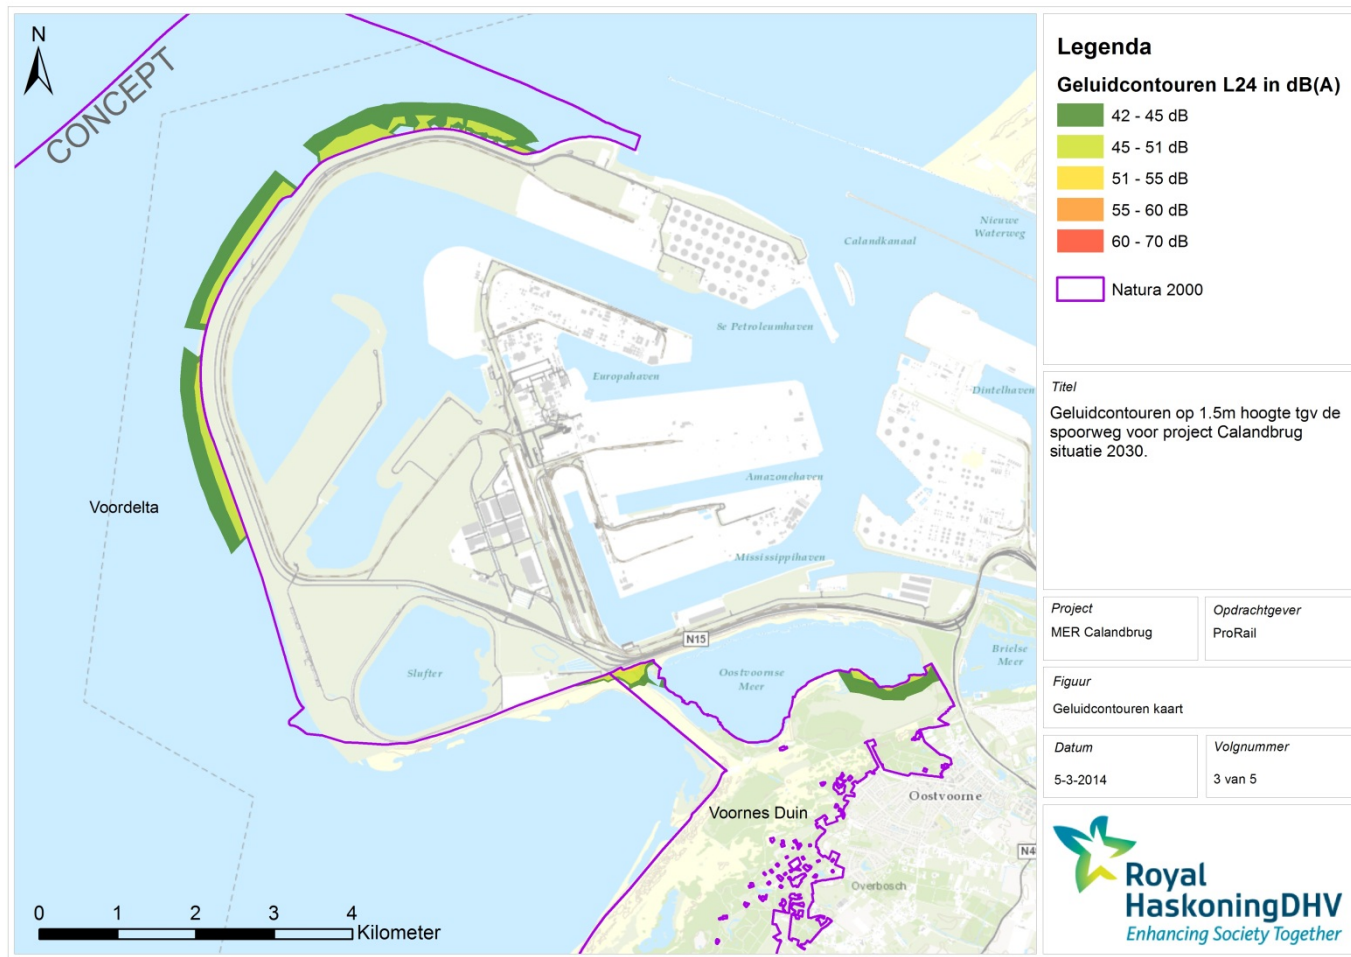 N
CONCEPT
Nieuwe
Waterweg
Calandkanaal
8e Petroleumhaven
Europahaven
Dintelhaven
Amazonehaven
Voordelta
Mississippihaven
N15
Brielse
Meer
Slufter
Oostvoornse
Meer
Oostvoorne
Voornes Duin
N4
Overbosch
0 1 2 3 4
Kilometer
Legenda
Geluidcontouren L24 in dB(A)
42 - 45 dB
45 - 51 dB
51 - 55 dB
55 - 60 dB
60 - 70 dB
Natura 2000
Titel
Geluidcontouren op 1.5m hoogte tgv de
spoorweg voor project Calandbrug
situatie 2030.
Project
MER Calandbrug
Opdrachtgever
ProRail
Figuur
Geluidcontouren kaart
Datum
5-3-2014
Volgnummer
3 van 5
Royal
HaskoningDHV
Enhancing Society Together